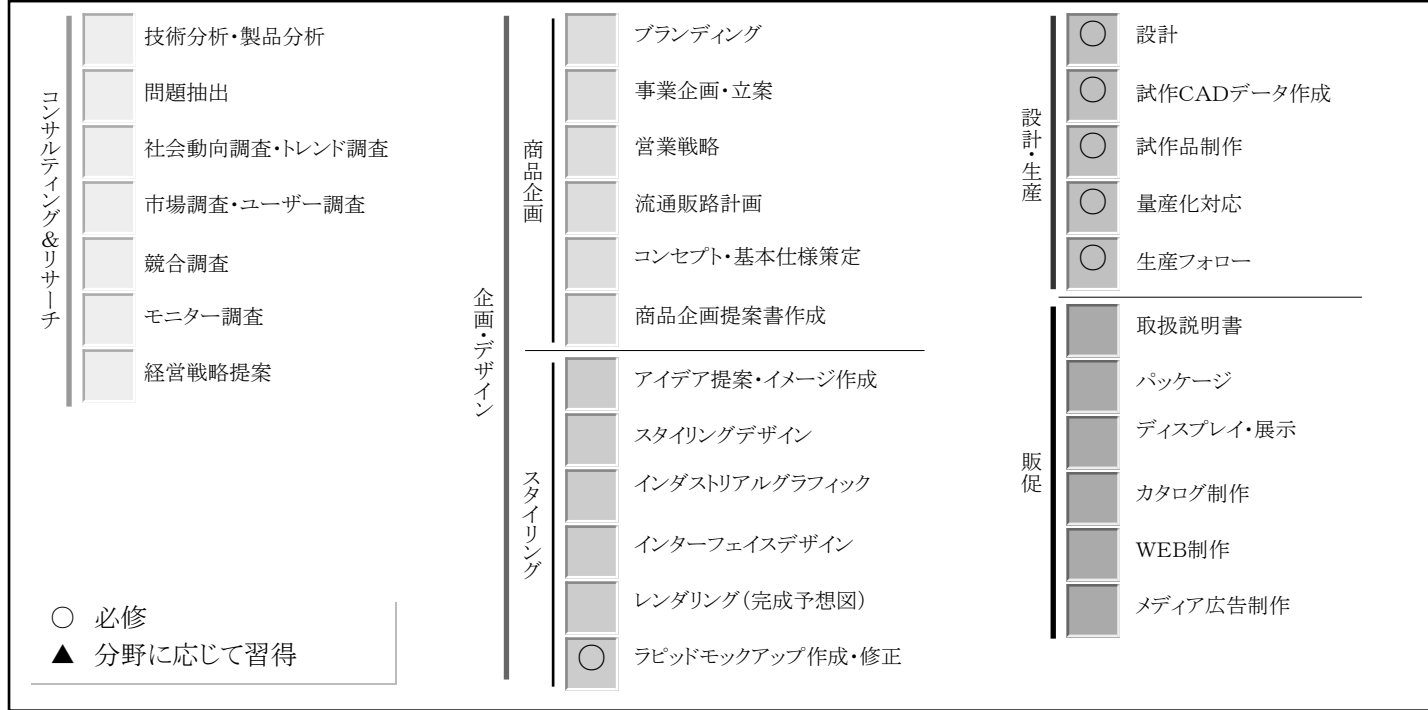 コンサルティング&リサーチ
技術分析・製品分析
問題抽出
社会動向調査・トレンド調査
市場調査・ユーザー調査
競合調査
モニター調査
経営戦略提案
企画・デザイン
商品企画
ブランディング
事業企画・立案
営業戦略
流通販路計画
コンセプト・基本仕様策定
商品企画提案書作成
スタイリング
アイデア提案・イメージ作成
スタイリングデザイン
インダストリアルグラフィック
インターフェイスデザイン
レンダリング(完成予想図)
○ ラピッドモックアップ作成・修正
設計・生産
○ 設計
○ 試作CADデータ作成
○ 試作品制作
○ 量産化対応
○ 生産フォロー
販促
取扱説明書
パッケージ
ディスプレイ・展示
カタログ制作
WEB制作
メディア広告制作
○ 必修
▲ 分野に応じて習得